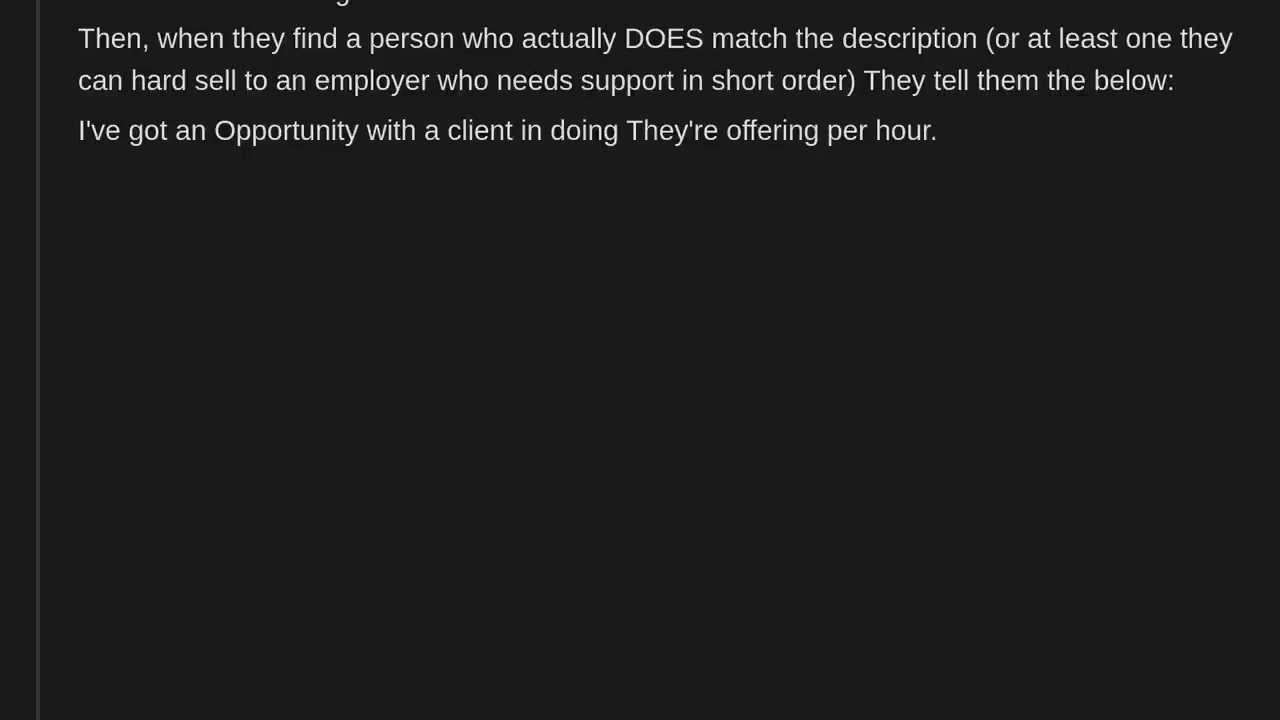 Then, when they find a person who actually DOES match the description (or at least one they
can hard sell to an employer who needs support in short order) They tell them the below:
I've got an Opportunity with a client in doing They're offering per hour.